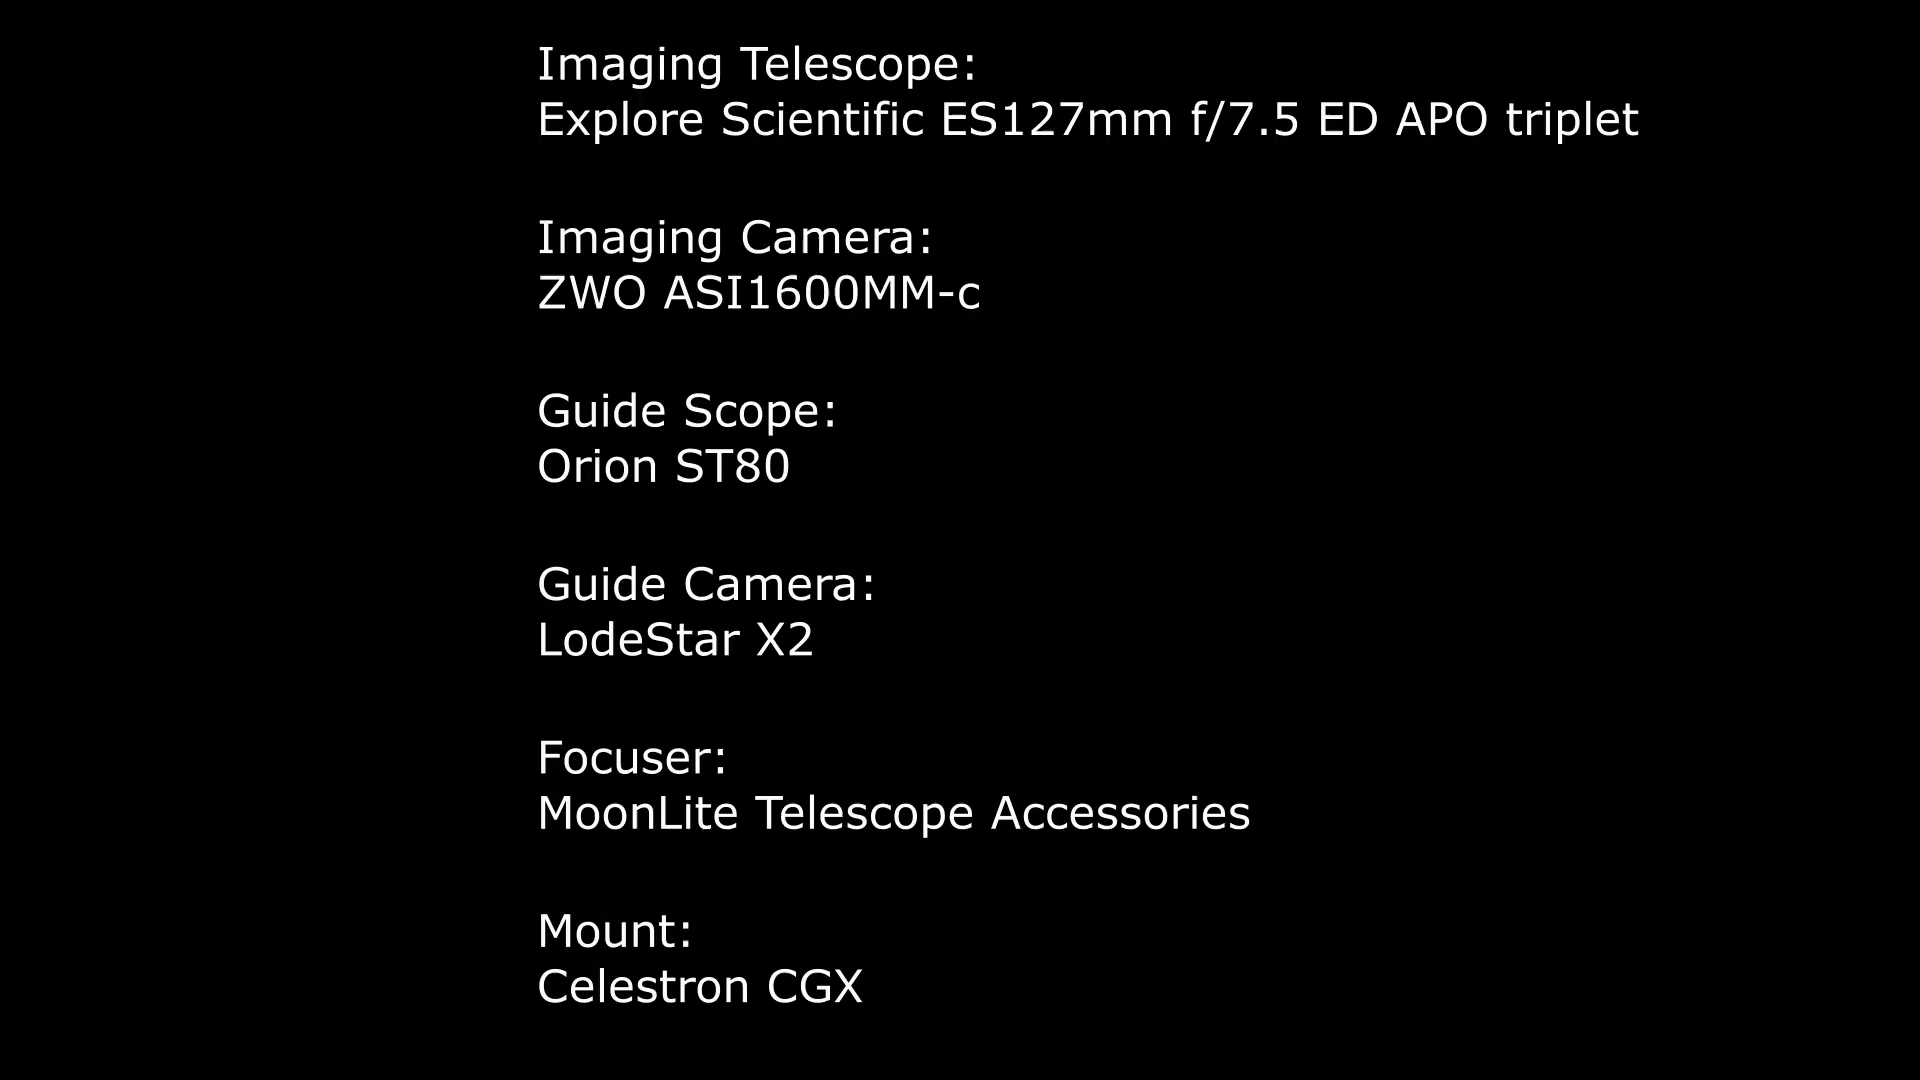 Imaging Telescope:
Explore Scientific ES127mm f/7.5 ED APO triplet
Imaging Camera:
ZWO ASI1600MM-c
Guide Scope:
Orion ST80
Guide Camera:
LodeStar X2
Focuser:
MoonLite Telescope Accessories
Mount:
Celestron CGX